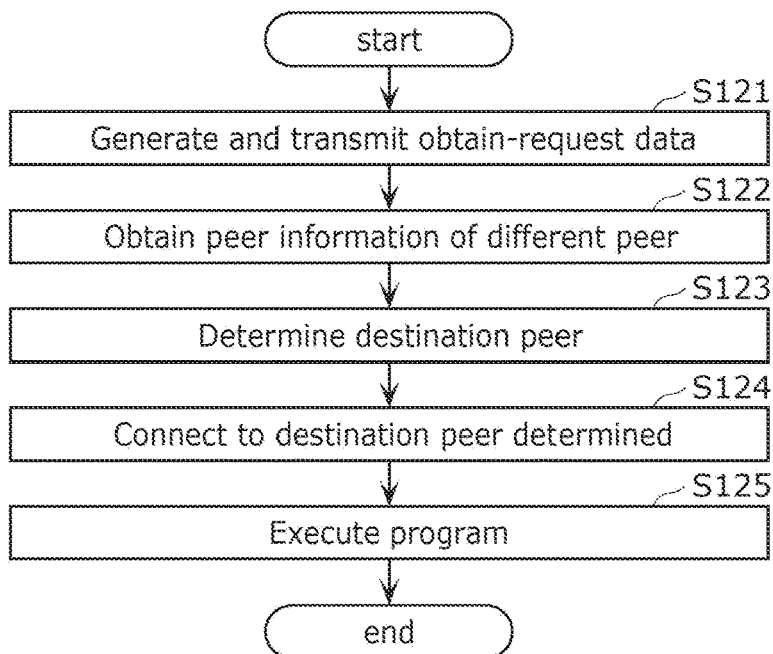 start
S121
Generate and transmit obtain-request data
S122
Obtain peer information of different peer
S123
Determine destination peer
S124
Connect to destination peer determined
S125
Execute program
end